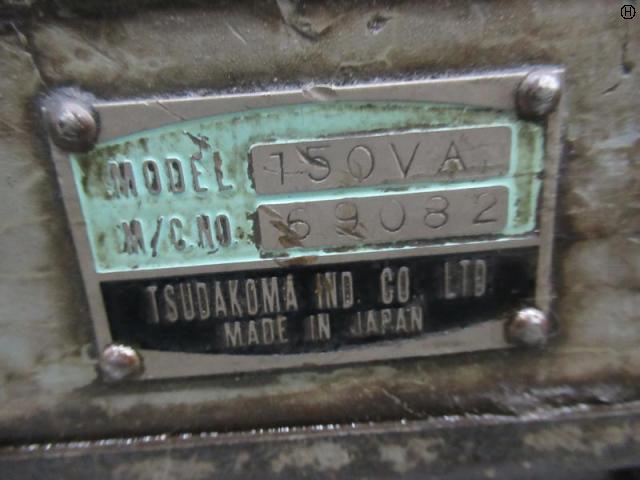 MODEL 150VA
M/C.NO. 69082
TSUDAKOMA IND. CO., LTD.
MADE IN JAPAN
H